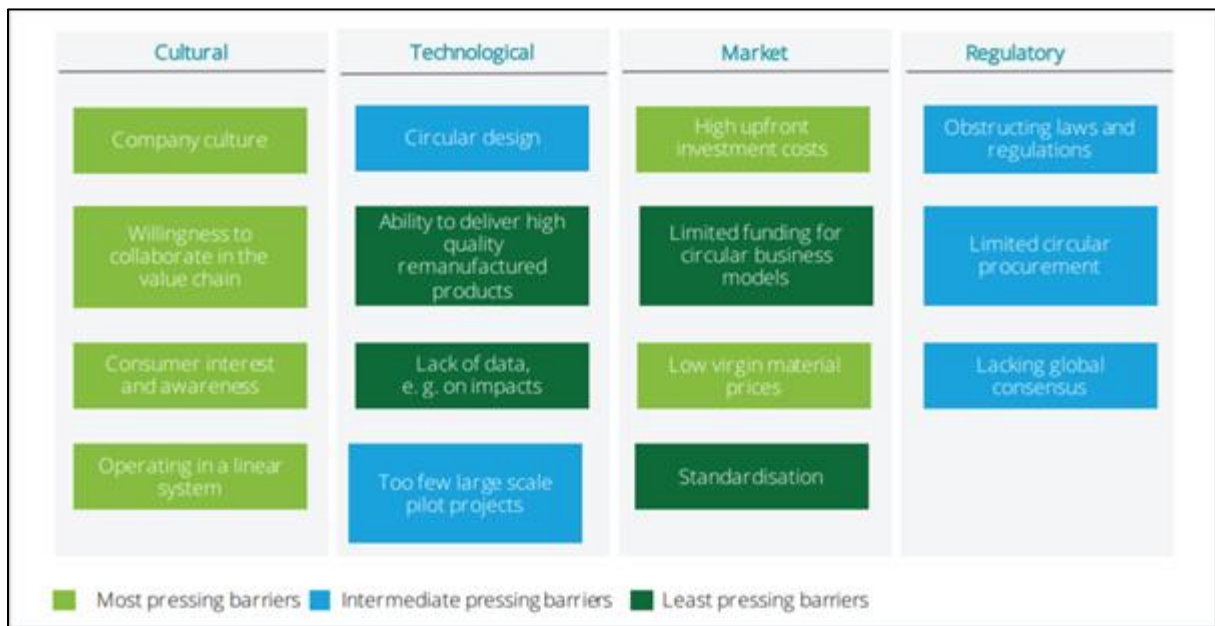 Cultural
Company culture
Willingness to
collaborate in the
value chain
Consumer interest
and awareness
Operating in a linear
system
Technological
Circular design
Ability to deliver high
quality
remanufactured
products
Lack of data,
e. g. on impacts
Too few large scale
pilot projects
Market
High upfront
investment costs
Limited funding for
circular business
models
Low virgin material
prices
Standardisation
Regulatory
Obstructing laws and
regulations
Limited circular
procurement
Lacking global
consensus
Most pressing barriers
Intermediate pressing barriers
Least pressing barriers